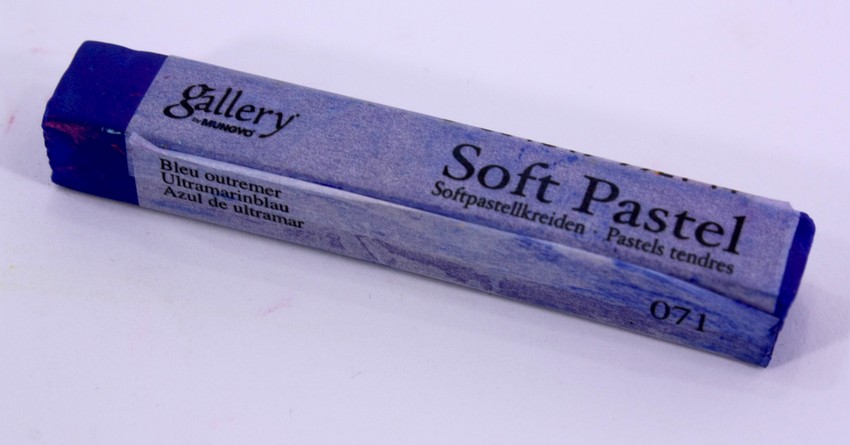 gallery
by MUNGYO
Soft Pastel
Softpastellkreiden · Pastels tendres
Bleu outremer
Ultramarinblau
Azul de ultramar
071